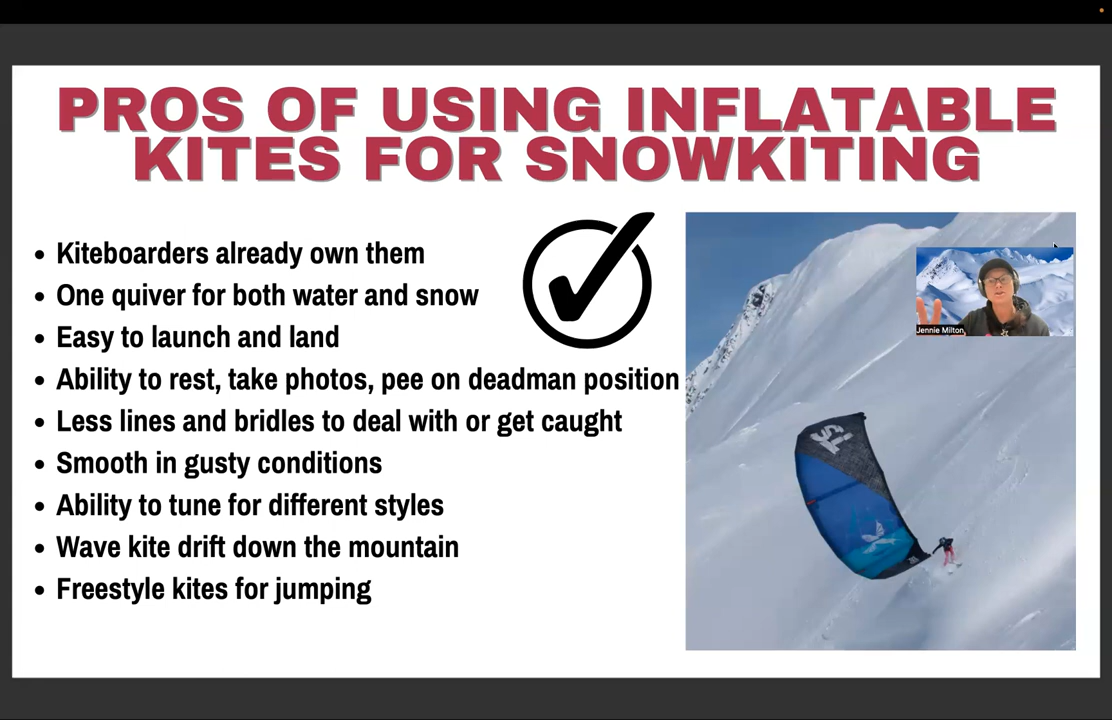 PROS OF USING INFLATABLE
KITES FOR SNOWKITING
• Kiteboarders already own them
• One quiver for both water and snow
• Easy to launch and land
• Ability to rest, take photos, pee on deadman position
• Less lines and bridles to deal with or get caught
• Smooth in gusty conditions
• Ability to tune for different styles
• Wave kite drift down the mountain
• Freestyle kites for jumping
Jennie Milton